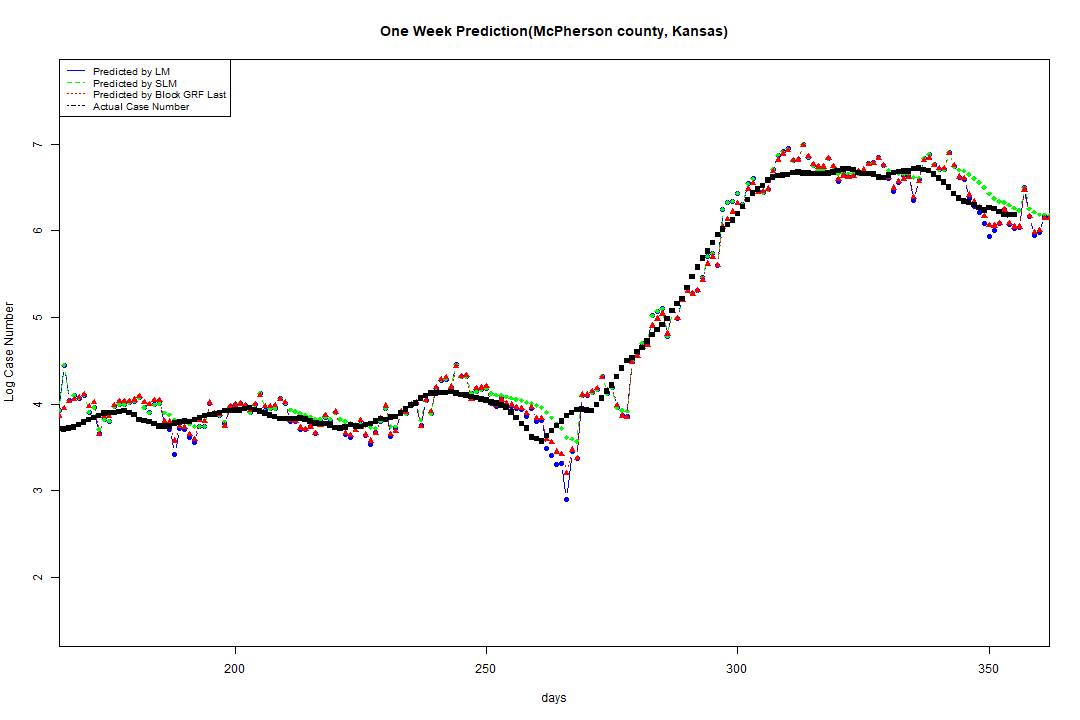 One Week Prediction(McPherson county, Kansas)
Predicted by LM
Predicted by SLM
Predicted by Block GRF Last
Actual Case Number
7
6
5
4
3
2
Log Case Number
200 250 300 350
days